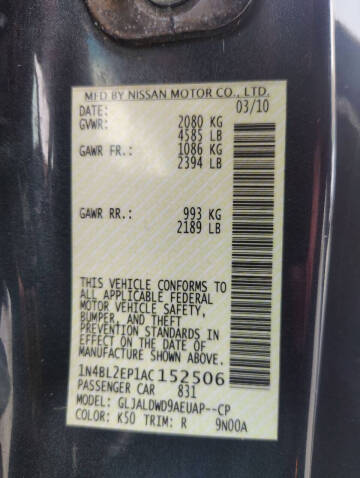 MFD BY NISSAN MOTOR CO., LTD.
DATE: 03/10
GVWR: 2080 KG
4585 LB
GAWR FR.: 1086 KG
2394 LB
GAWR RR.: 993 KG
2189 LB
THIS VEHICLE CONFORMS TO
ALL APPLICABLE FEDERAL
MOTOR VEHICLE SAFETY,
BUMPER, AND THEFT
PREVENTION STANDARDS IN
EFFECT ON THE DATE OF
MANUFACTURE SHOWN ABOVE.
1N4BL2EP1AC152506
PASSENGER CAR 831
MODEL: GLJALDWD9AEUAP--CP
COLOR: K50 TRIM: R 9N00A